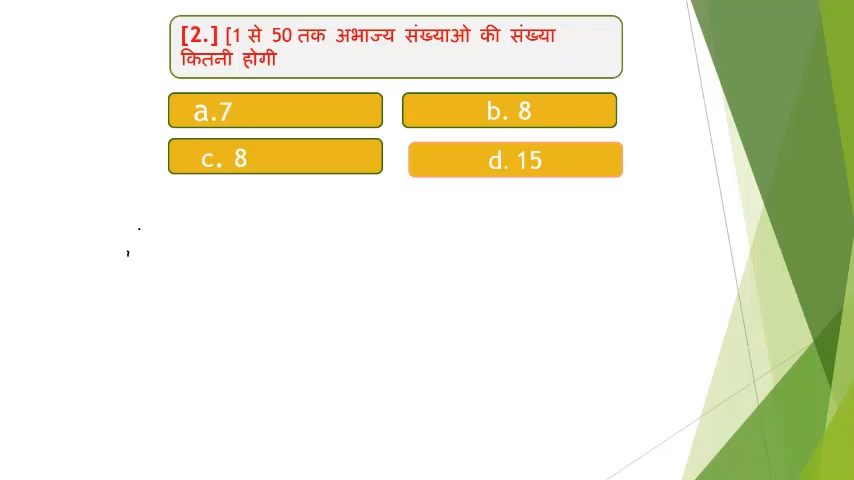 [2.] [1 से 50 तक अभाज्य संख्याओ की संख्या
कितनी होगी
a.7
b. 8
c. 8
d. 15